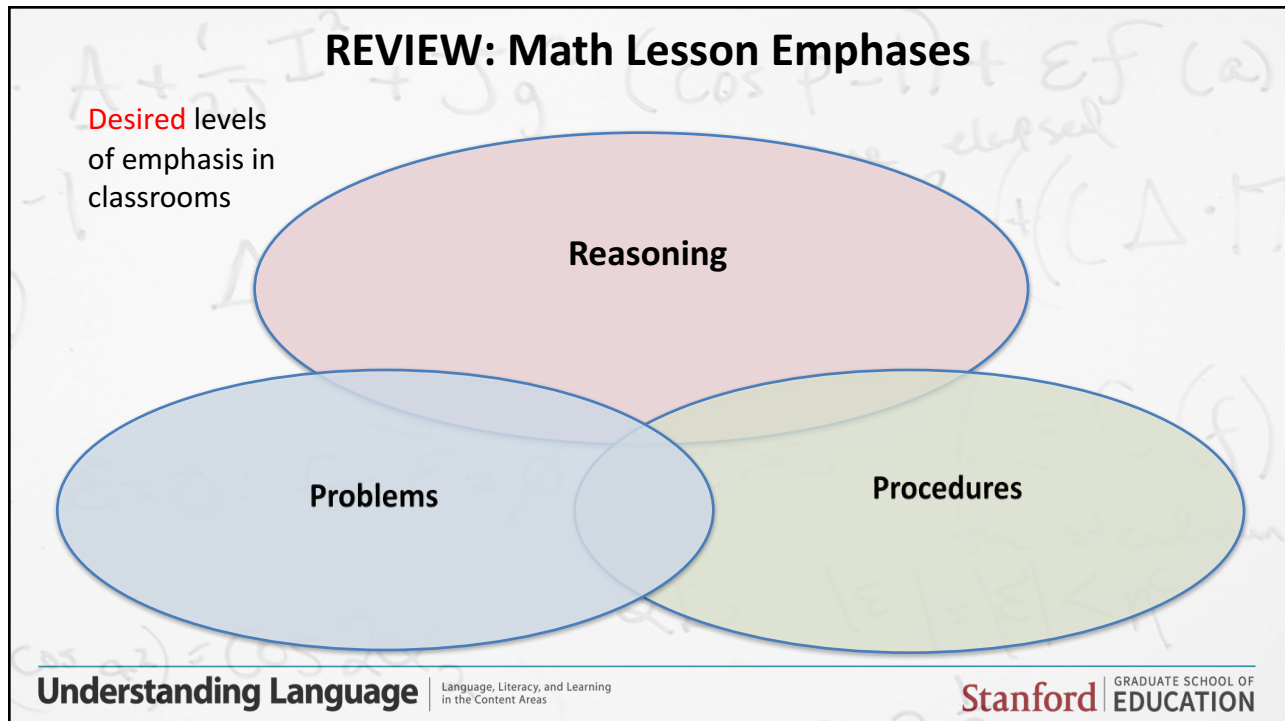 REVIEW: Math Lesson Emphases
Desired levels
of emphasis in
classrooms
Reasoning
Problems
Procedures
Understanding Language
Language, Literacy, and Learning
in the Content Areas
Stanford
GRADUATE SCHOOL OF
EDUCATION